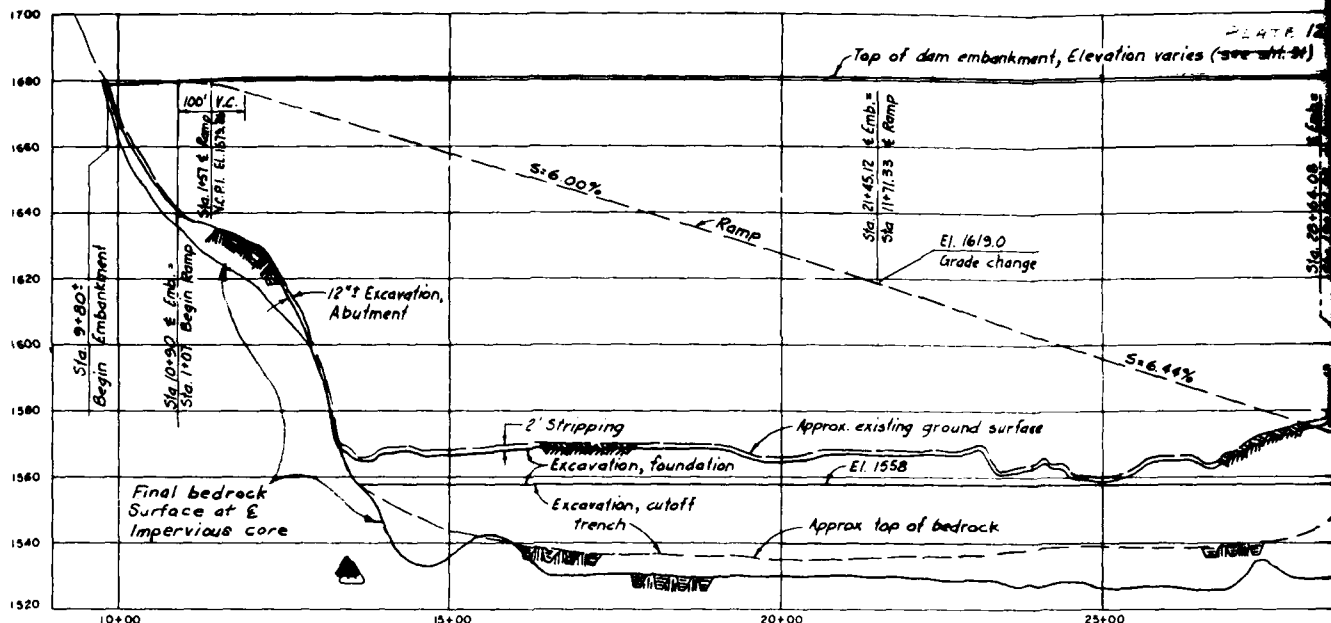 PLATE 12
Top of dam embankment, Elevation varies (see sht. 21)
1700
1680
1660
1640
1620
1600
1580
1560
1540
1520
100' V.C.
Sta. 1+57 ℄ Ramp
V.C.P.I. El. 1679.
Sta. 9+80±
Begin Embankment
Sta 10+90 ℄ Emb.=
Sta. 1+07 Begin Ramp
12"± Excavation,
Abutment
S=6.00%
Ramp
Sta. 21+45.12 ℄ Emb.=
Sta 11+71.33 ℄ Ramp
El. 1619.0
Grade change
S=6.44%
2' Stripping
Approx. existing ground surface
Excavation, foundation
El. 1558
Excavation, cutoff
trench
Approx top of bedrock
Final bedrock
Surface at ℄
Impervious core
10+00
15+00
20+00
25+00